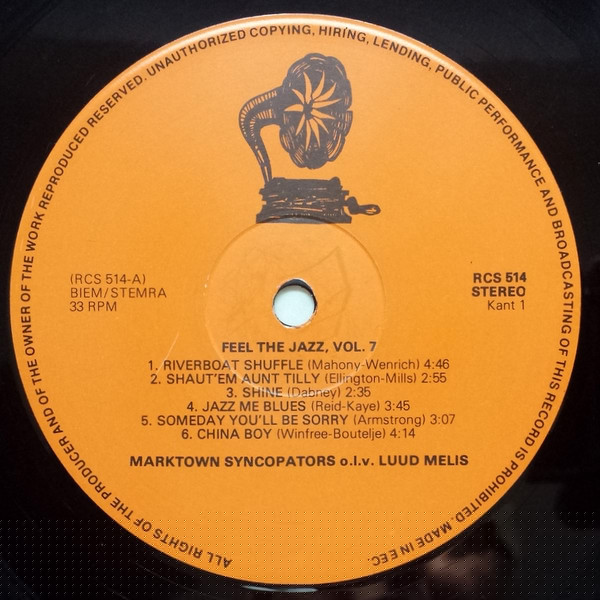 ALL RIGHTS OF THE PRODUCER AND OF THE OWNER OF THE WORK REPRODUCED RESERVED. UNAUTHORIZED COPYING, HIRING, LENDING, PUBLIC PERFORMANCE AND BROADCASTING OF THIS RECORD IS PROHIBITED. MADE IN EEC.
(RCS 514-A)
BIEM/STEMRA
33 RPM
RCS 514
STEREO
Kant 1
FEEL THE JAZZ, VOL. 7
1. RIVERBOAT SHUFFLE (Mahony-Wenrich) 4:46
2. SHAUT'EM AUNT TILLY (Ellington-Mills) 2:55
3. SHINE (Dabney) 2:35
4. JAZZ ME BLUES (Reid-Kaye) 3:45
5. SOMEDAY YOU'LL BE SORRY (Armstrong) 3:07
6. CHINA BOY (Winfree-Boutelje) 4:14
MARKTOWN SYNCOPATORS o.l.v. LUUD MELIS